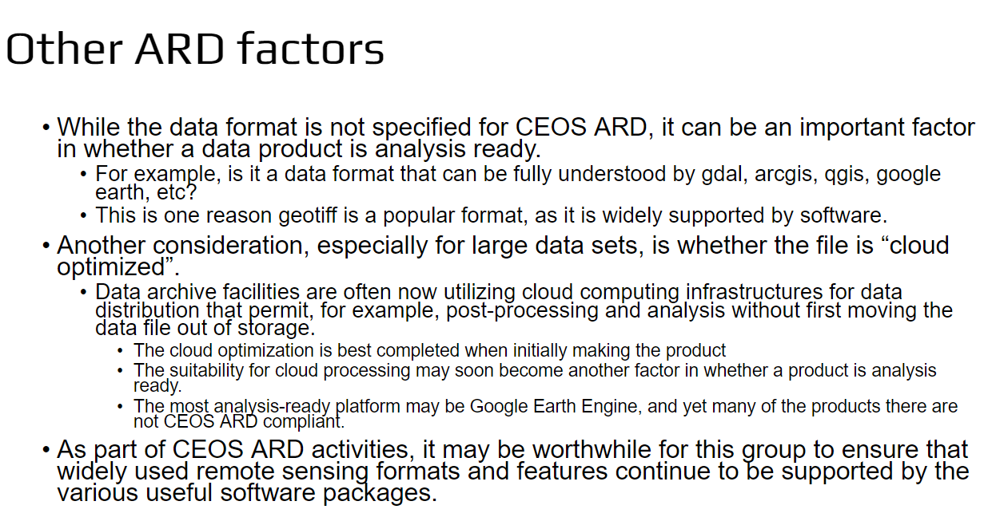 Other ARD factors
• While the data format is not specified for CEOS ARD, it can be an important factor
in whether a data product is analysis ready.
• For example, is it a data format that can be fully understood by gdal, arcgis, qgis, google
earth, etc?
• This is one reason geotiff is a popular format, as it is widely supported by software.
• Another consideration, especially for large data sets, is whether the file is “cloud
optimized”.
• Data archive facilities are often now utilizing cloud computing infrastructures for data
distribution that permit, for example, post-processing and analysis without first moving the
data file out of storage.
• The cloud optimization is best completed when initially making the product
• The suitability for cloud processing may soon become another factor in whether a product is analysis
ready.
• The most analysis-ready platform may be Google Earth Engine, and yet many of the products there are
not CEOS ARD compliant.
• As part of CEOS ARD activities, it may be worthwhile for this group to ensure that
widely used remote sensing formats and features continue to be supported by the
various useful software packages.